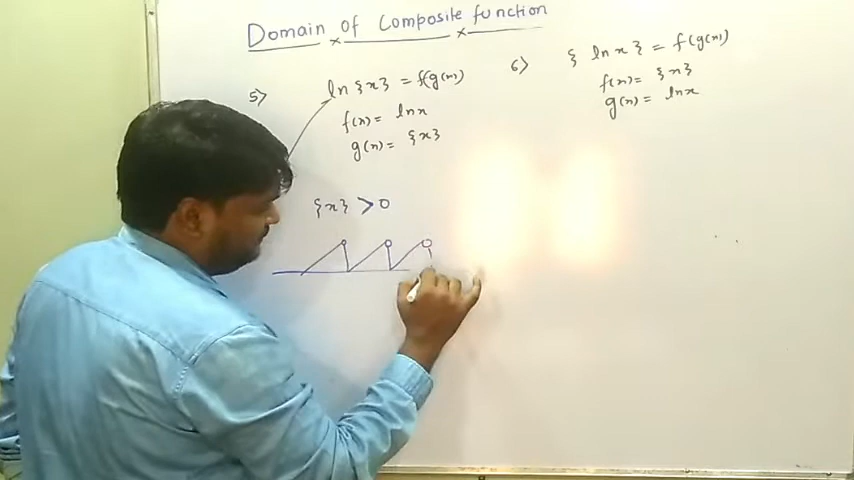 Domain of Composite function
5) ln {x} = f(g(x))
f(x) = ln x
g(x) = {x}
{x} > 0
6) { ln x } = f(g(x))
f(x) = {x}
g(x) = ln x